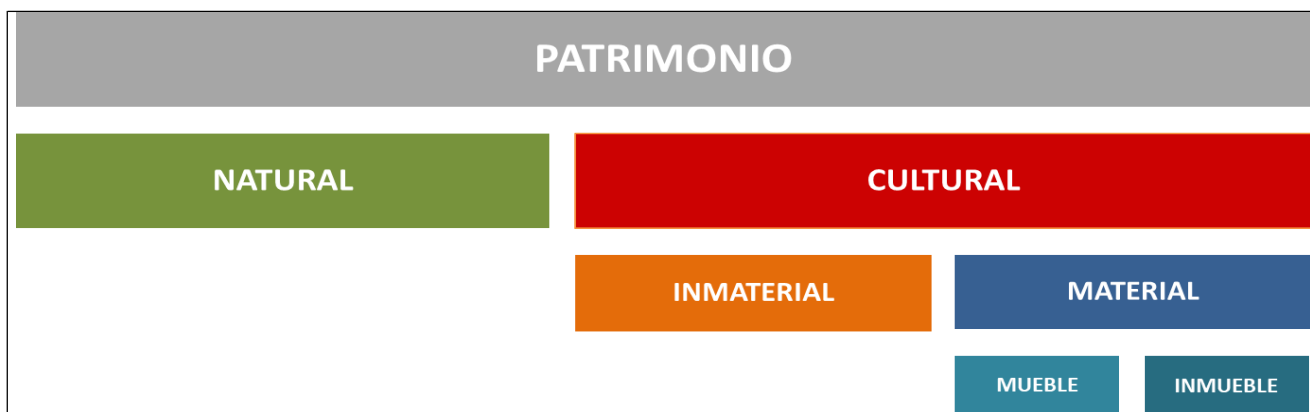 PATRIMONIO
NATURAL
CULTURAL
INMATERIAL
MATERIAL
MUEBLE
INMUEBLE